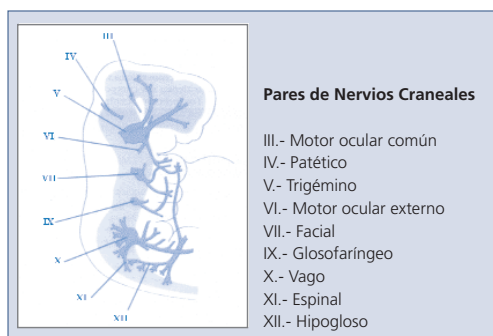 III
IV
V
VI
VII
IX
X
XI
XII
Pares de Nervios Craneales
III.- Motor ocular común
IV.- Patético
V.- Trigémino
VI.- Motor ocular externo
VII.- Facial
IX.- Glosofaríngeo
X.- Vago
XI.- Espinal
XII.- Hipogloso